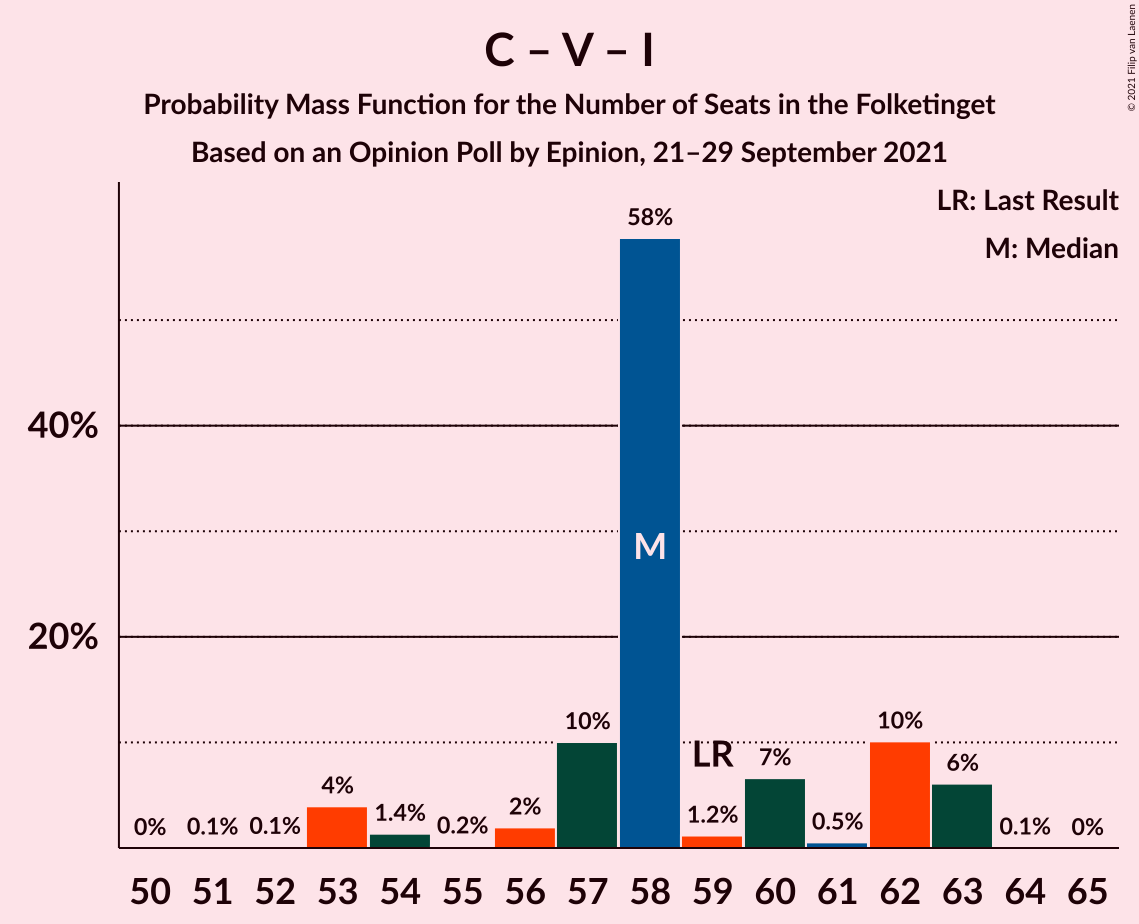 C – V – I
Probability Mass Function for the Number of Seats in the Folketinget
Based on an Opinion Poll by Epinion, 21–29 September 2021
© 2021 Filip van Laenen
LR: Last Result
M: Median
58%
40%
M
20%
10%
10%
LR
7%
6%
4%
2%
1.4%
1.2%
0.5%
0%
0.1%
0.1%
0.2%
0.1%
0%
50 51 52 53 54 55 56 57 58 59 60 61 62 63 64 65